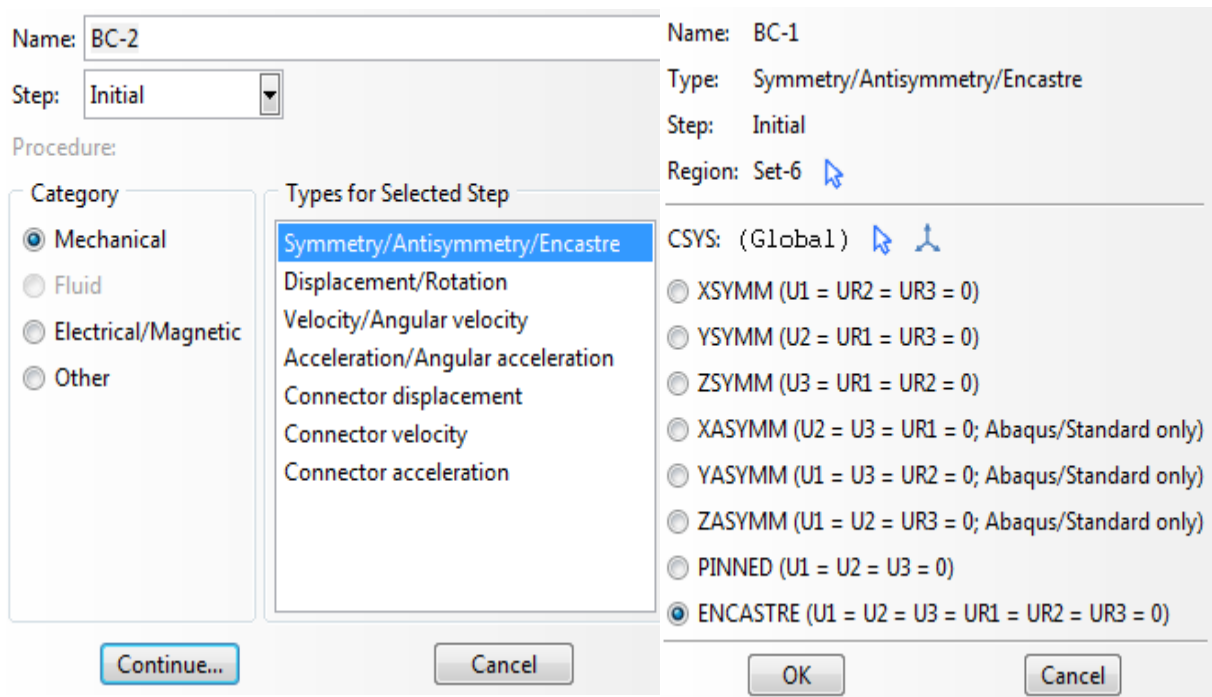 Name: BC-2
Step: Initial
Procedure:
Category
Mechanical
Fluid
Electrical/Magnetic
Other
Types for Selected Step
Symmetry/Antisymmetry/Encastre
Displacement/Rotation
Velocity/Angular velocity
Acceleration/Angular acceleration
Connector displacement
Connector velocity
Connector acceleration
Continue...
Cancel
Name: BC-1
Type: Symmetry/Antisymmetry/Encastre
Step: Initial
Region: Set-6
CSYS: (Global)
XSYMM (U1 = UR2 = UR3 = 0)
YSYMM (U2 = UR1 = UR3 = 0)
ZSYMM (U3 = UR1 = UR2 = 0)
XASYMM (U2 = U3 = UR1 = 0; Abaqus/Standard only)
YASYMM (U1 = U3 = UR2 = 0; Abaqus/Standard only)
ZASYMM (U1 = U2 = UR3 = 0; Abaqus/Standard only)
PINNED (U1 = U2 = U3 = 0)
ENCASTRE (U1 = U2 = U3 = UR1 = UR2 = UR3 = 0)
OK
Cancel